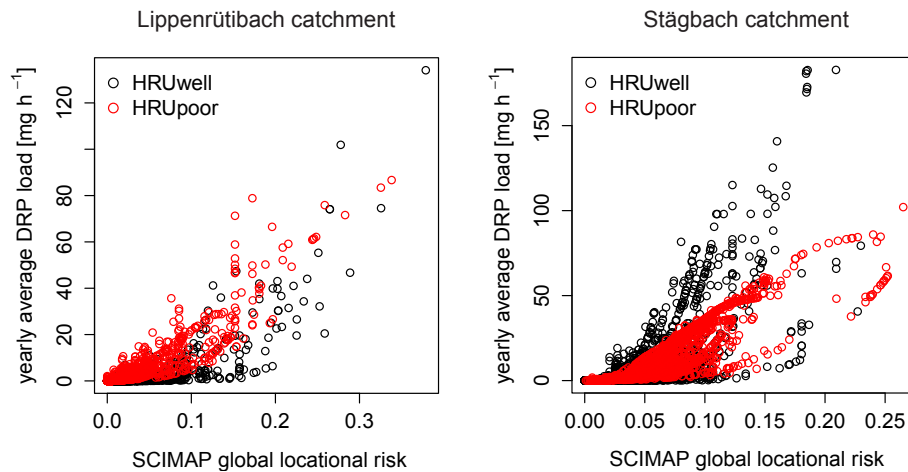 Lippenrütibach catchment
Stägbach catchment
yearly average DRP load [mg h⁻¹]
120
80
60
40
20
0
HRUwell
HRUpoor
0.0 0.1 0.2 0.3
SCIMAP global locational risk
yearly average DRP load [mg h⁻¹]
150
100
50
0
HRUwell
HRUpoor
0.00 0.05 0.10 0.15 0.20 0.25
SCIMAP global locational risk